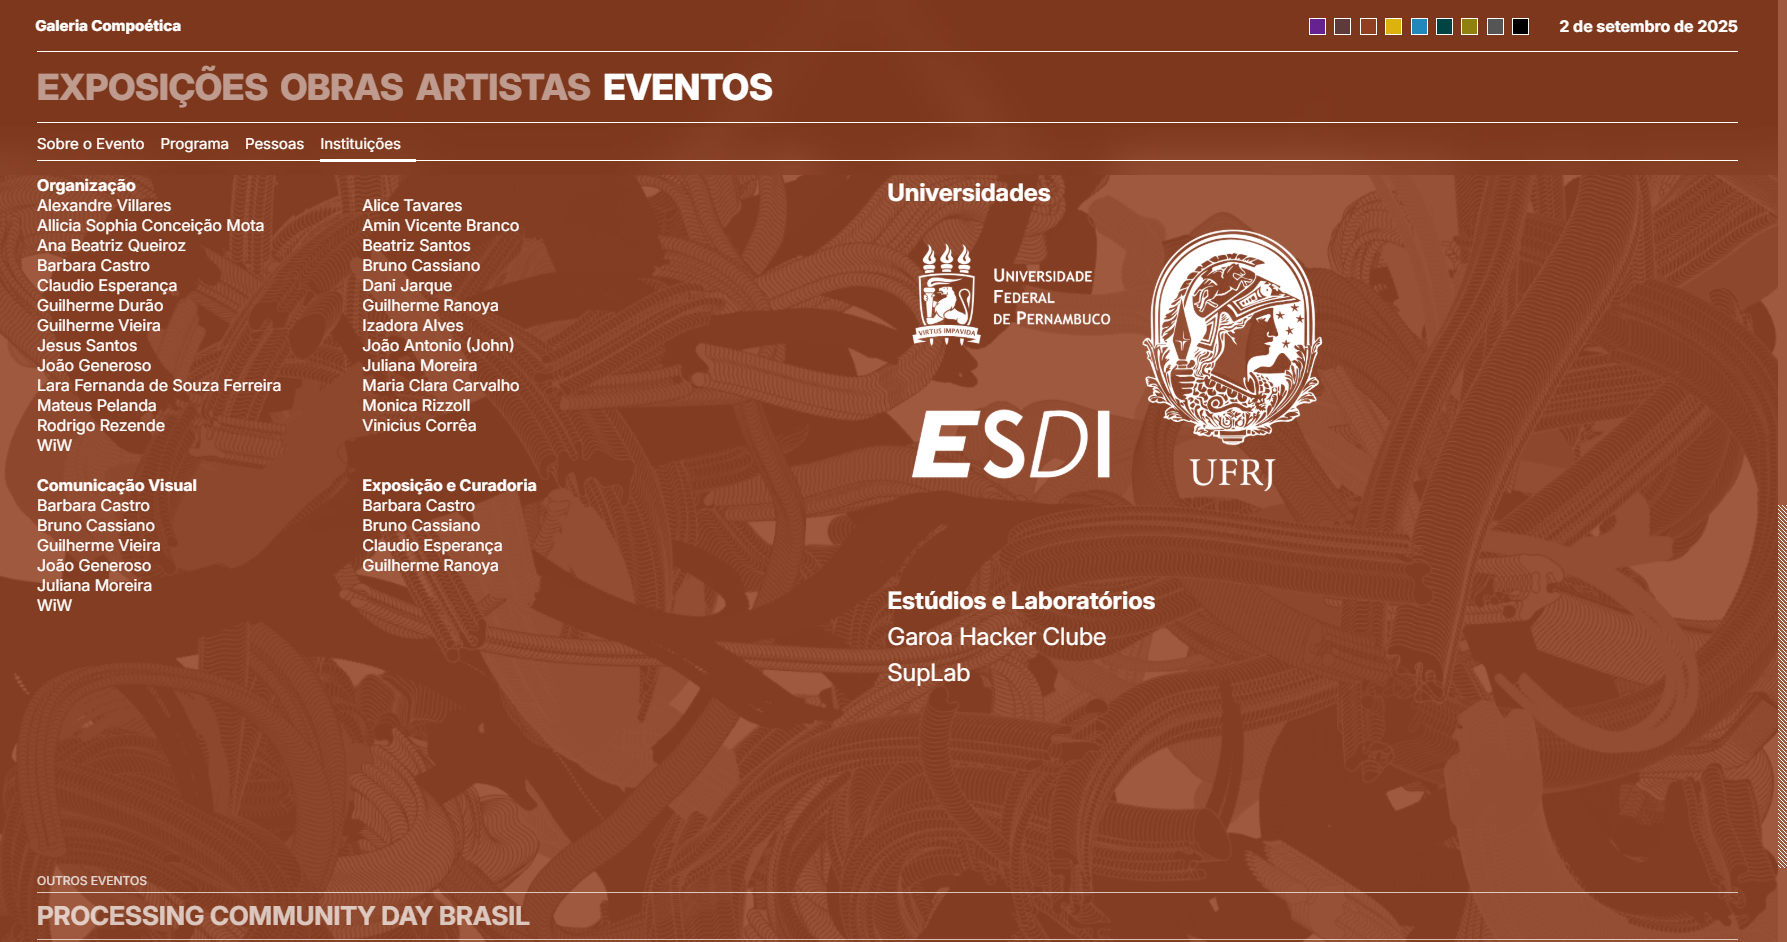 Galeria Compoética
2 de setembro de 2025
EXPOSIÇÕES OBRAS ARTISTAS EVENTOS
Sobre o Evento Programa Pessoas Instituições
Organização
Alexandre Villares
Allicia Sophia Conceição Mota
Ana Beatriz Queiroz
Barbara Castro
Claudio Esperança
Guilherme Durão
Guilherme Vieira
Jesus Santos
João Generoso
Lara Fernanda de Souza Ferreira
Mateus Pelanda
Rodrigo Rezende
WiW
Alice Tavares
Amin Vicente Branco
Beatriz Santos
Bruno Cassiano
Dani Jarque
Guilherme Ranoya
Izadora Alves
João Antonio (John)
Juliana Moreira
Maria Clara Carvalho
Monica Rizzoll
Vinicius Corrêa
Comunicação Visual
Barbara Castro
Bruno Cassiano
Guilherme Vieira
João Generoso
Juliana Moreira
WiW
Exposição e Curadoria
Barbara Castro
Bruno Cassiano
Claudio Esperança
Guilherme Ranoya
Universidades
VIRTUS IMPAVIDA
UNIVERSIDADE
FEDERAL
DE PERNAMBUCO
ESDI
UFRJ
Estúdios e Laboratórios
Garoa Hacker Clube
SupLab
OUTROS EVENTOS
PROCESSING COMMUNITY DAY BRASIL